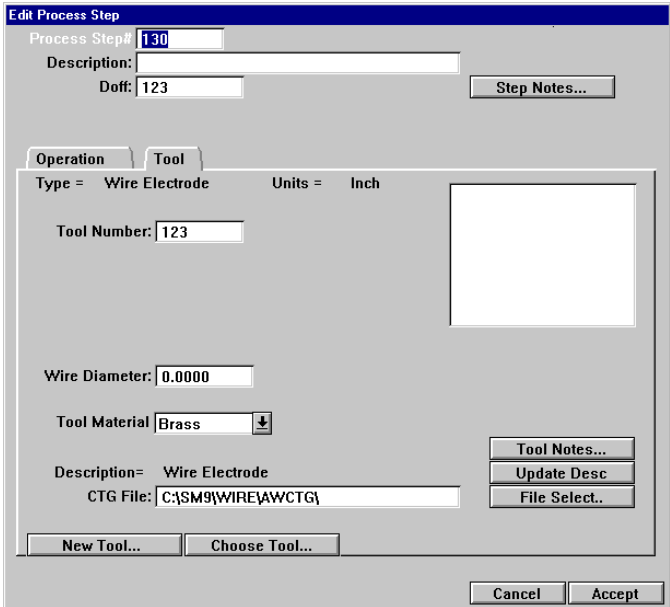 Edit Process Step
Process Step# 130
Description:
Doff: 123
Step Notes...
Operation Tool
Type = Wire Electrode Units = Inch
Tool Number: 123
Wire Diameter: 0.0000
Tool Material Brass
Tool Notes...
Description= Wire Electrode Update Desc
CTG File: C:\SM9\WIRE\AWCTG\ File Select..
New Tool... Choose Tool...
Cancel Accept